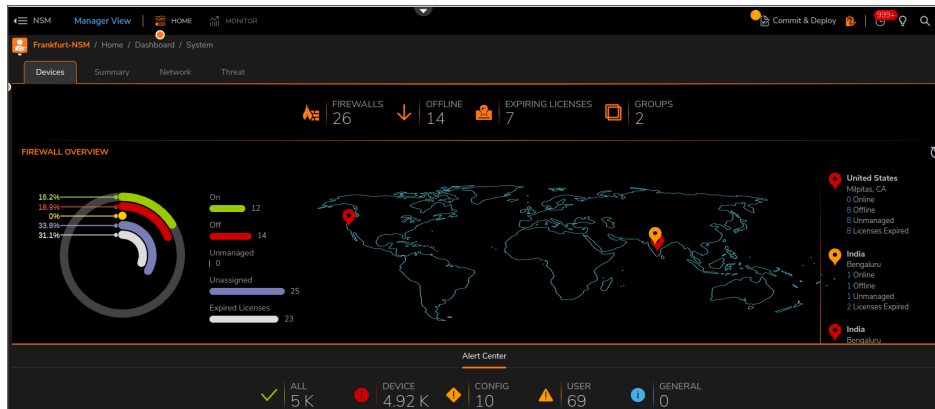 NSM Manager View HOME MONITOR Commit & Deploy 999+
Frankfurt-NSM / Home / Dashboard / System
Devices Summary Network Threat
FIREWALLS
26
OFFLINE
14
EXPIRING LICENSES
7
GROUPS
2
FIREWALL OVERVIEW
16.2%
18.9%
0%
33.8%
31.1%
On
12
Off
14
Unmanaged
0
Unassigned
25
Expired Licenses
23
United States
Milpitas, CA
0 Online
8 Offline
8 Unmanaged
8 Licenses Expired
India
Bengaluru
1 Online
1 Offline
1 Unmanaged
2 Licenses Expired
India
Bengaluru
Alert Center
ALL
5 K
DEVICE
4.92 K
CONFIG
10
USER
69
GENERAL
0